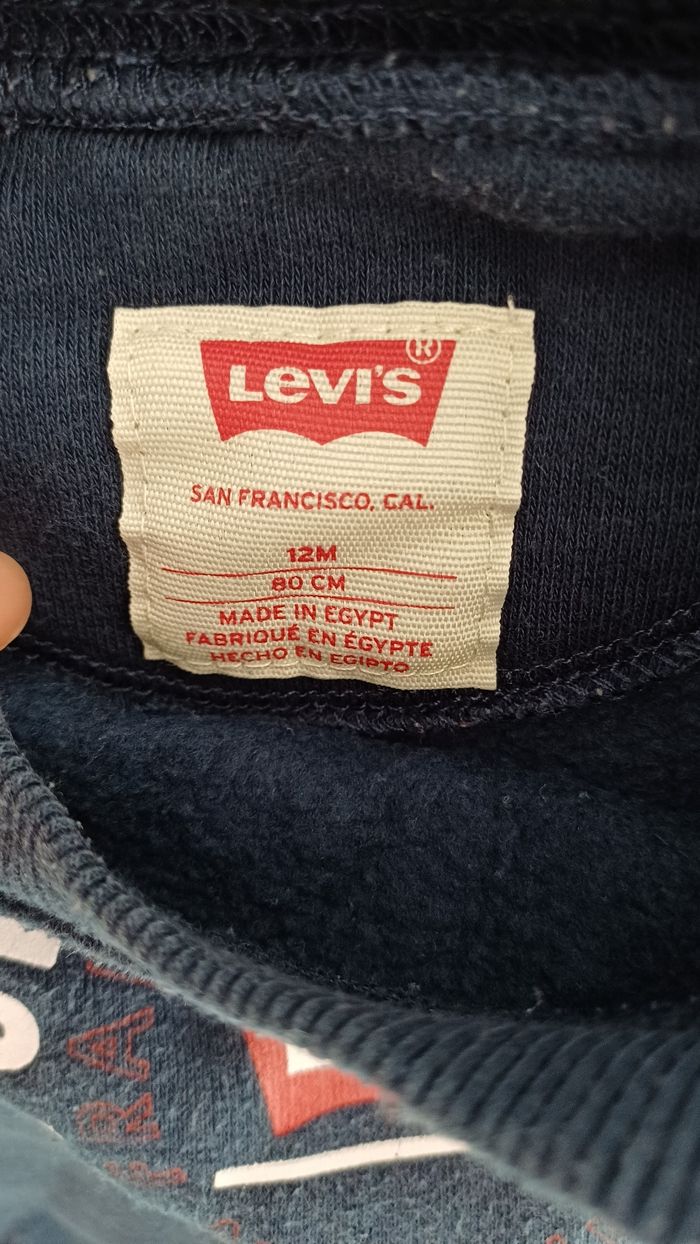 LEVI'S
®
SAN FRANCISCO, CAL.
12M
80 CM
MADE IN EGYPT
FABRIQUÉ EN ÉGYPTE
HECHO EN EGIPTO